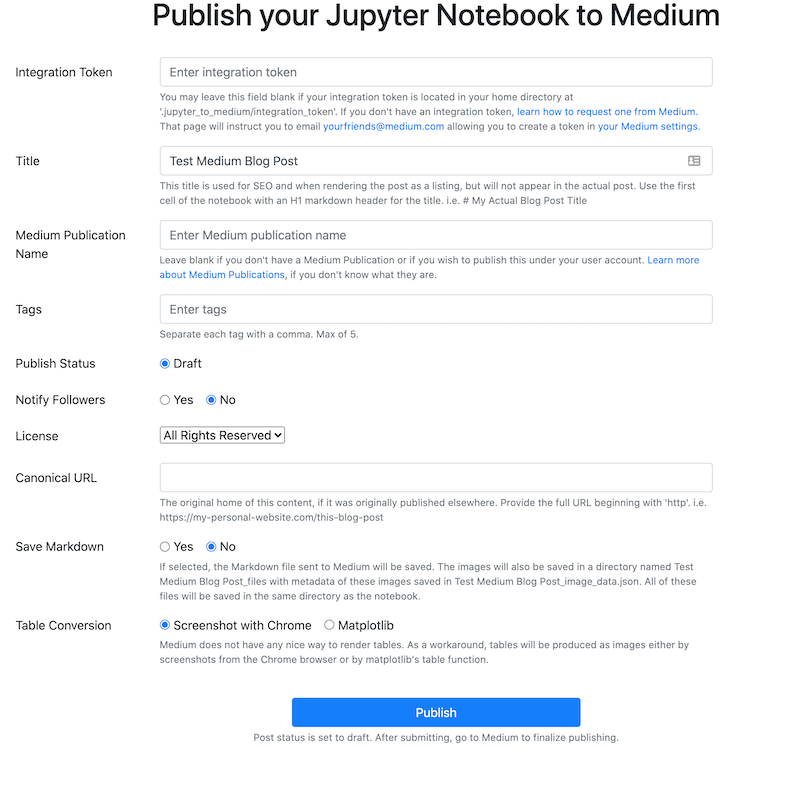 Publish your Jupyter Notebook to Medium
Integration Token
Enter integration token
You may leave this field blank if your integration token is located in your home directory at
'.jupyter_to_medium/integration_token'. If you don't have an integration token, learn how to request one from Medium.
That page will instruct you to email yourfriends@medium.com allowing you to create a token in your Medium settings.
Title
Test Medium Blog Post
This title is used for SEO and when rendering the post as a listing, but will not appear in the actual post. Use the first
cell of the notebook with an H1 markdown header for the title. i.e. # My Actual Blog Post Title
Medium Publication
Name
Enter Medium publication name
Leave blank if you don't have a Medium Publication or if you wish to publish this under your user account. Learn more
about Medium Publications, if you don't know what they are.
Tags
Enter tags
Separate each tag with a comma. Max of 5.
Publish Status
Draft
Notify Followers
Yes No
License
All Rights Reserved
Canonical URL
The original home of this content, if it was originally published elsewhere. Provide the full URL beginning with 'http'. i.e.
https://my-personal-website.com/this-blog-post
Save Markdown
Yes No
If selected, the Markdown file sent to Medium will be saved. The images will also be saved in a directory named Test
Medium Blog Post_files with metadata of these images saved in Test Medium Blog Post_image_data.json. All of these
files will be saved in the same directory as the notebook.
Table Conversion
Screenshot with Chrome Matplotlib
Medium does not have any nice way to render tables. As a workaround, tables will be produced as images either by
screenshots from the Chrome browser or by matplotlib's table function.
Publish
Post status is set to draft. After submitting, go to Medium to finalize publishing.